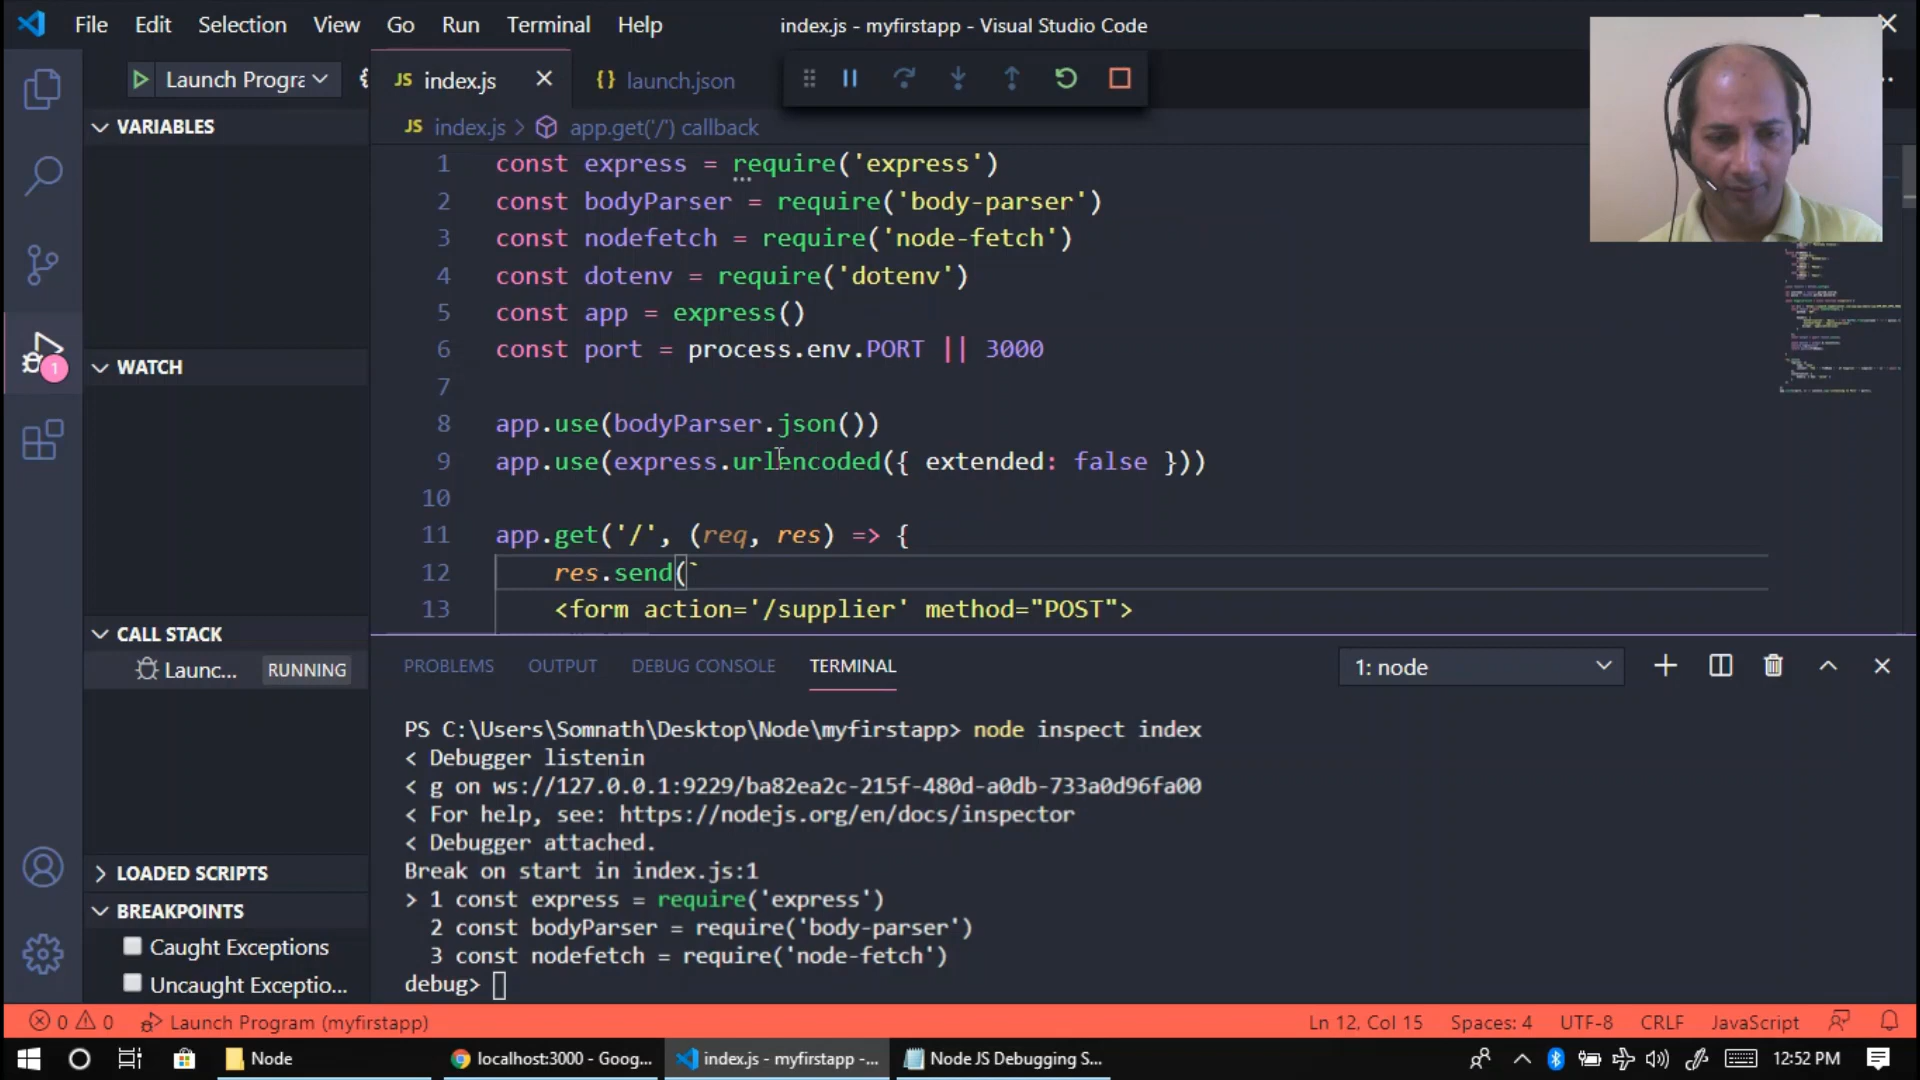 File Edit Selection View Go Run Terminal Help index.js - myfirstapp - Visual Studio Code
Launch Progra
JS index.js {} launch.json
JS index.js > app.get('/') callback
VARIABLES
WATCH
CALL STACK
Launc... RUNNING
LOADED SCRIPTS
BREAKPOINTS
Caught Exceptions
Uncaught Exceptio...
1 const express = require('express')
2 const bodyParser = require('body-parser')
3 const nodefetch = require('node-fetch')
4 const dotenv = require('dotenv')
5 const app = express()
6 const port = process.env.PORT || 3000
7
8 app.use(bodyParser.json())
9 app.use(express.urlencoded({ extended: false }))
10
11 app.get('/', (req, res) => {
12 res.send(`
13 <form action='/supplier' method="POST">
PROBLEMS OUTPUT DEBUG CONSOLE TERMINAL 1: node
PS C:\Users\Somnath\Desktop\Node\myfirstapp> node inspect index
< Debugger listenin
< g on ws://127.0.0.1:9229/ba82ea2c-215f-480d-a0db-733a0d96fa00
< For help, see: https://nodejs.org/en/docs/inspector
< Debugger attached.
Break on start in index.js:1
> 1 const express = require('express')
2 const bodyParser = require('body-parser')
3 const nodefetch = require('node-fetch')
debug>
0 0 Launch Program (myfirstapp) Ln 12, Col 15 Spaces: 4 UTF-8 CRLF JavaScript
Node localhost:3000 - Goog... index.js - myfirstapp -... Node JS Debugging S... 12:52 PM